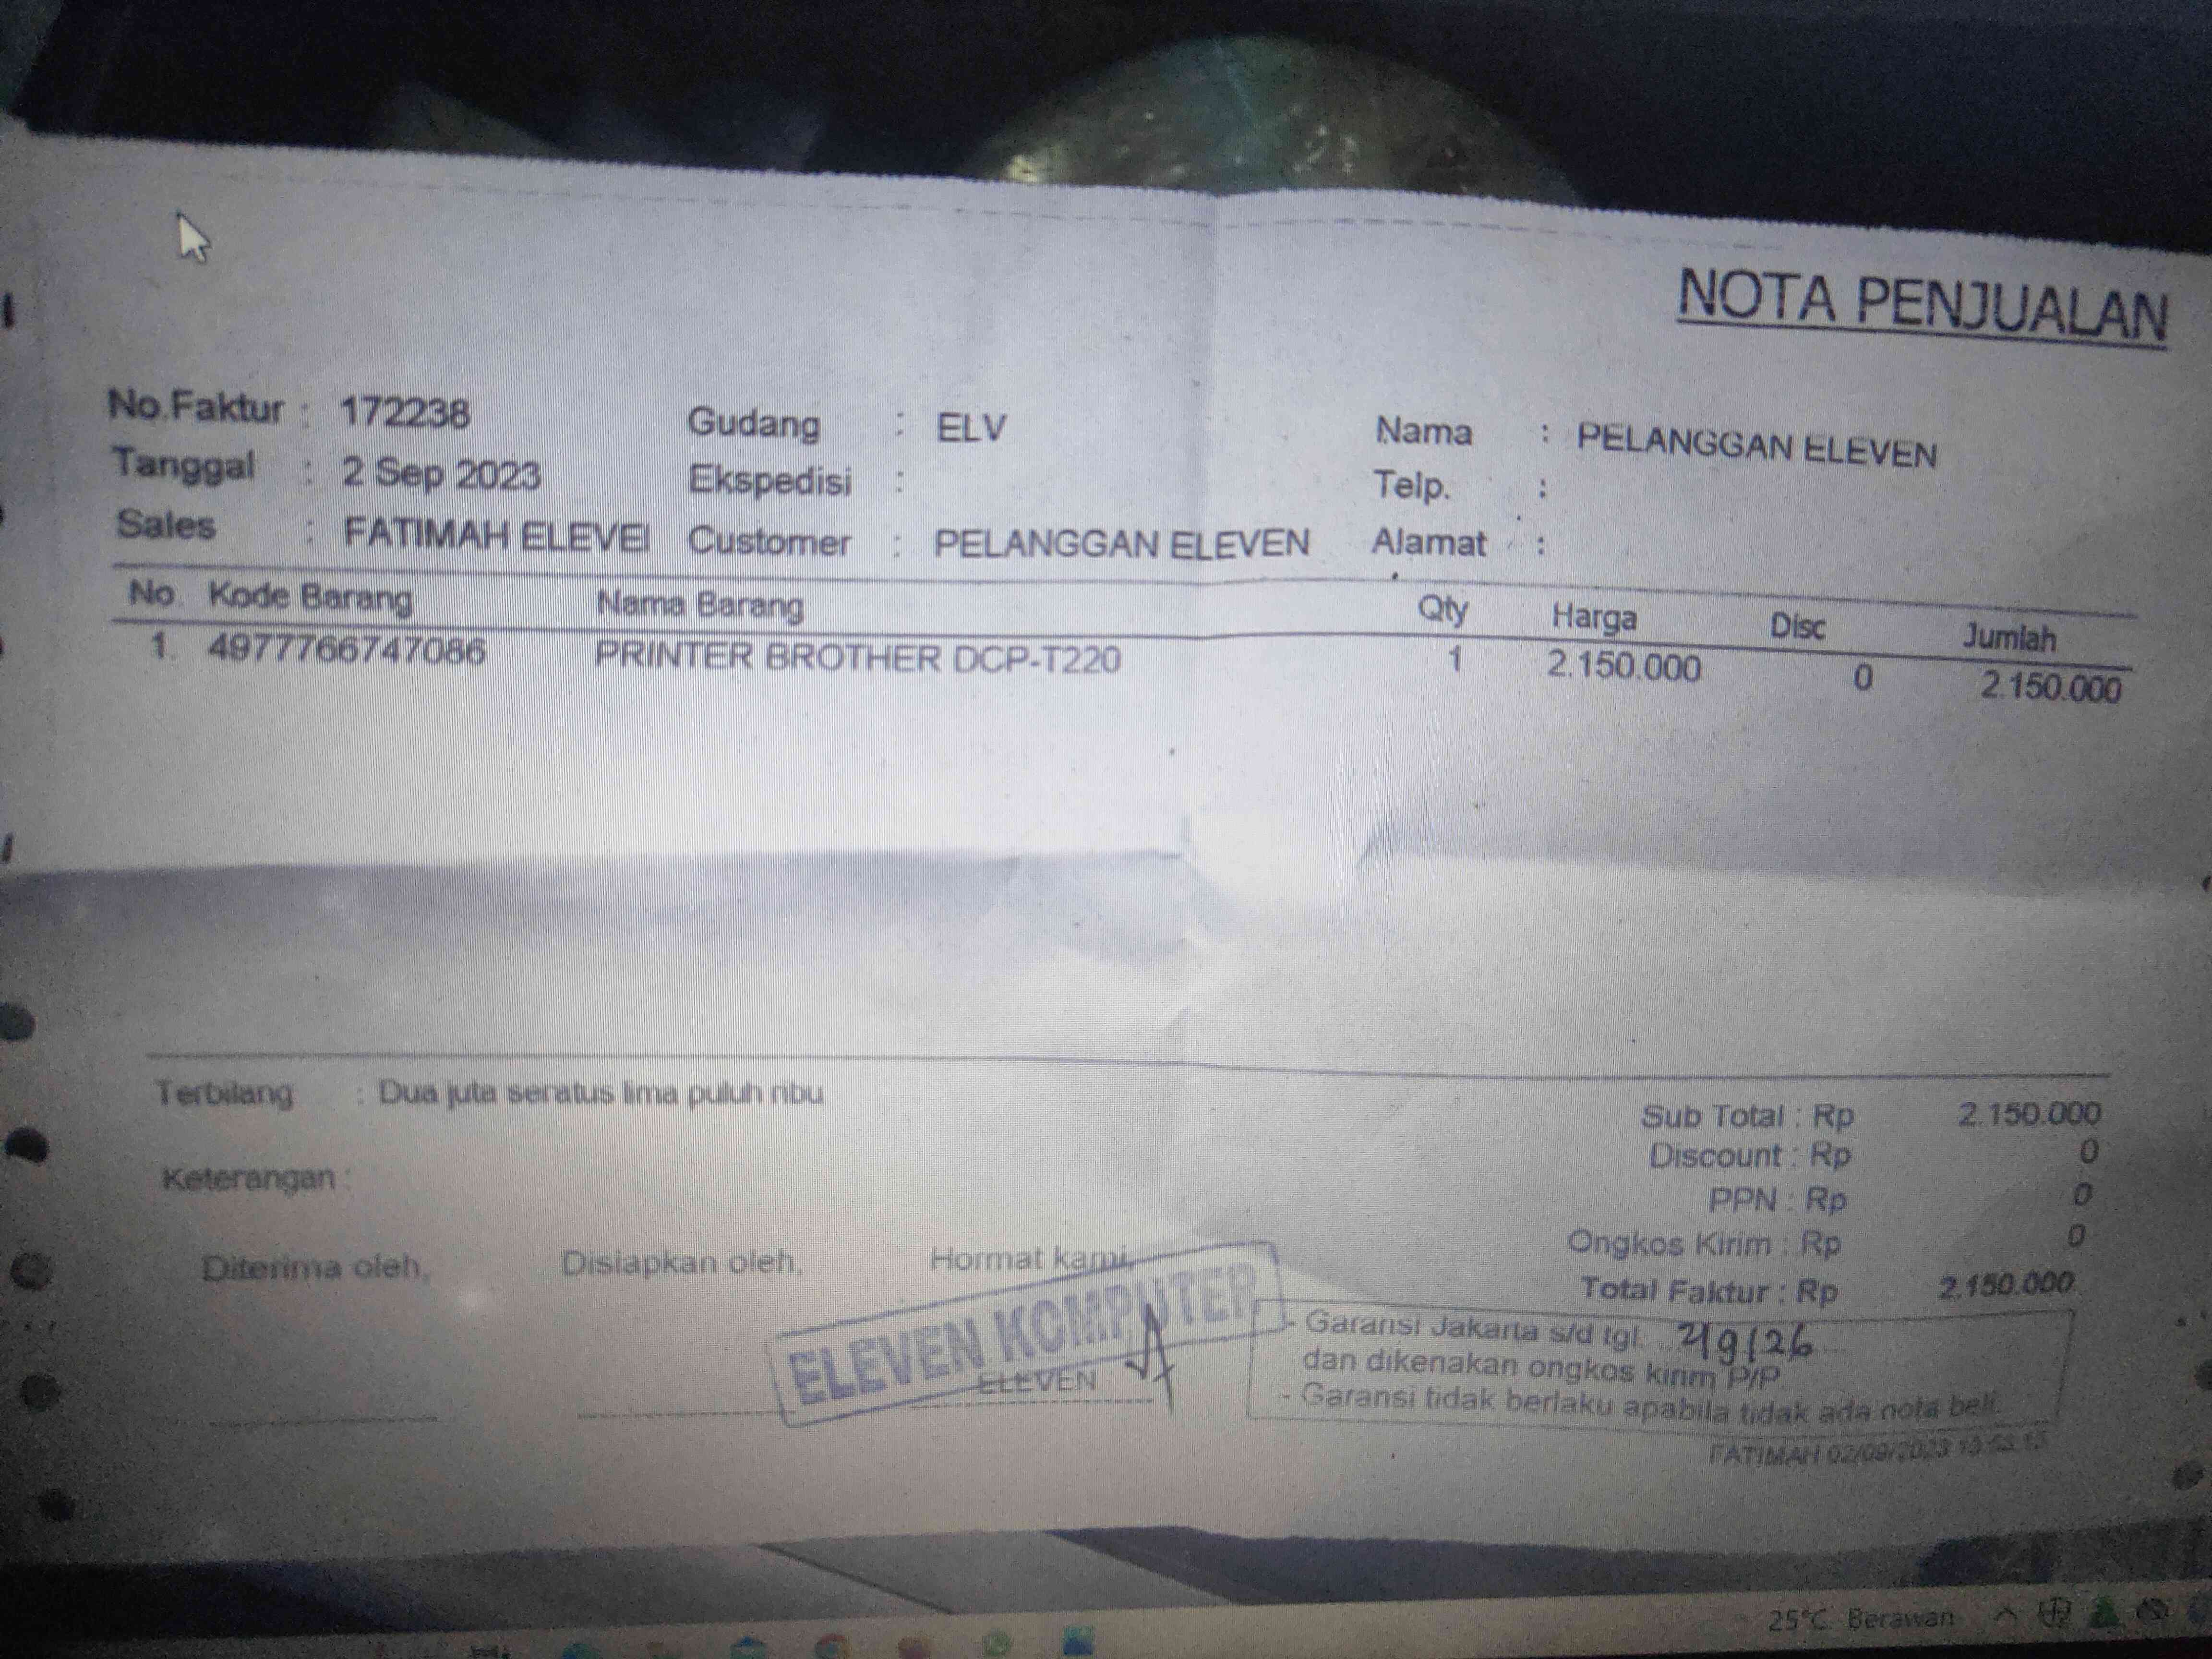 NOTA PENJUALAN
No.Faktur : 172238 Gudang : ELV Nama : PELANGGAN ELEVEN
Tanggal : 2 Sep 2023 Ekspedisi : Telp. :
Sales : FATIMAH ELEVEI Customer : PELANGGAN ELEVEN Alamat :
No. Kode Barang Nama Barang Qty Harga Disc Jumlah
1. 4977766747086 PRINTER BROTHER DCP-T220 1 2.150.000 0 2.150.000
Terbilang : Dua juta seratus lima puluh ribu
Sub Total : Rp 2.150.000
Discount : Rp 0
Keterangan :
PPN : Rp 0
Ongkos Kirim : Rp 0
Diterima oleh, Disiapkan oleh, Hormat kami,
Total Faktur : Rp 2.150.000
ELEVEN KOMPUTER
ELEVEN
- Garansi Jakarta s/d tgl. 2/9/26
dan dikenakan ongkos kirim P/P
- Garansi tidak berlaku apabila tidak ada nota beli.
FATIMAH 02/09/2023
25°C Berawan